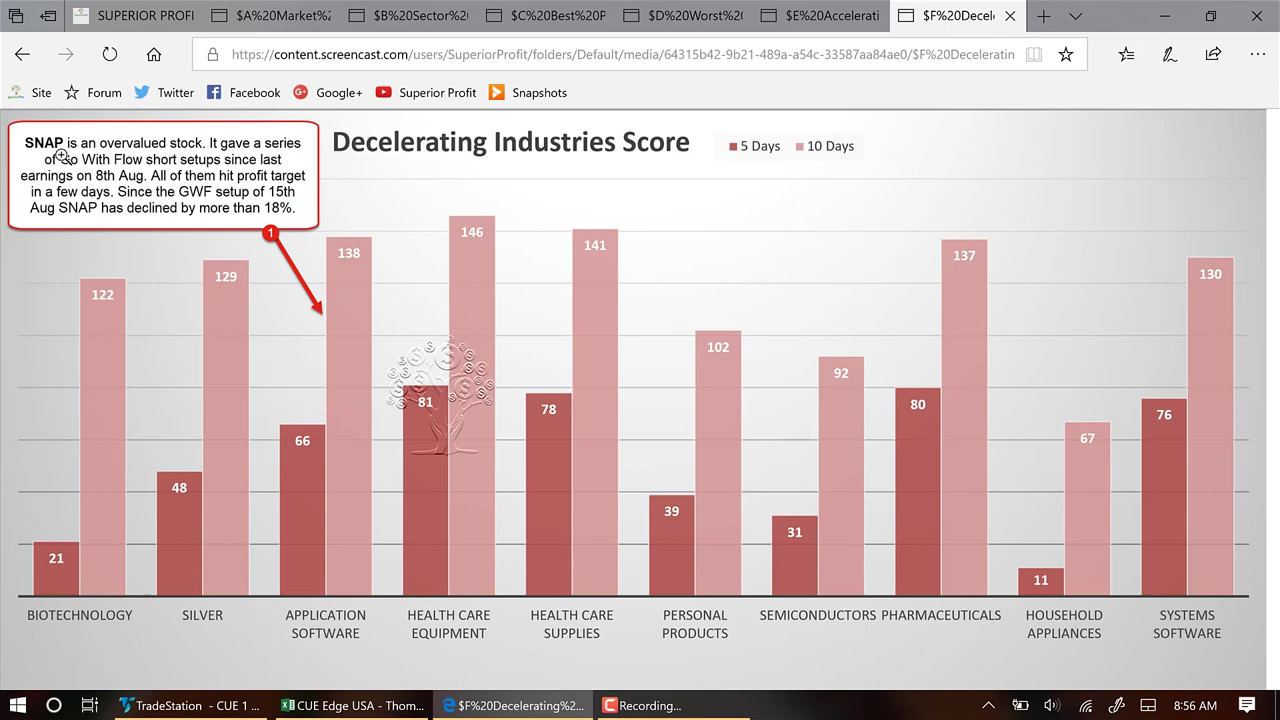 SUPERIOR PROFI
$A%20Market%2
$B%20Sector%20
$C%20Best%20P
$D%20Worst%2
$E%20Accelerati
$F%20Decel
https://content.screencast.com/users/SuperiorProfit/folders/Default/media/64315b42-9b21-489a-a54c-33587aa84ae0/$F%20Deceleratin
Site
Forum
Twitter
Facebook
Google+
Superior Profit
Snapshots
SNAP is an overvalued stock. It gave a series
of With Flow short setups since last
earnings on 8th Aug. All of them hit profit target
in a few days. Since the GWF setup of 15th
Aug SNAP has declined by more than 18%.
1
Decelerating Industries Score
5 Days
10 Days
21
122
48
129
66
138
81
146
78
141
39
102
31
92
80
137
11
67
76
130
BIOTECHNOLOGY
SILVER
APPLICATION
SOFTWARE
HEALTH CARE
EQUIPMENT
HEALTH CARE
SUPPLIES
PERSONAL
PRODUCTS
SEMICONDUCTORS
PHARMACEUTICALS
HOUSEHOLD
APPLIANCES
SYSTEMS
SOFTWARE
TradeStation - CUE 1 ...
CUE Edge USA - Thom...
$F%20Decelerating%2...
Recording...
8:56 AM